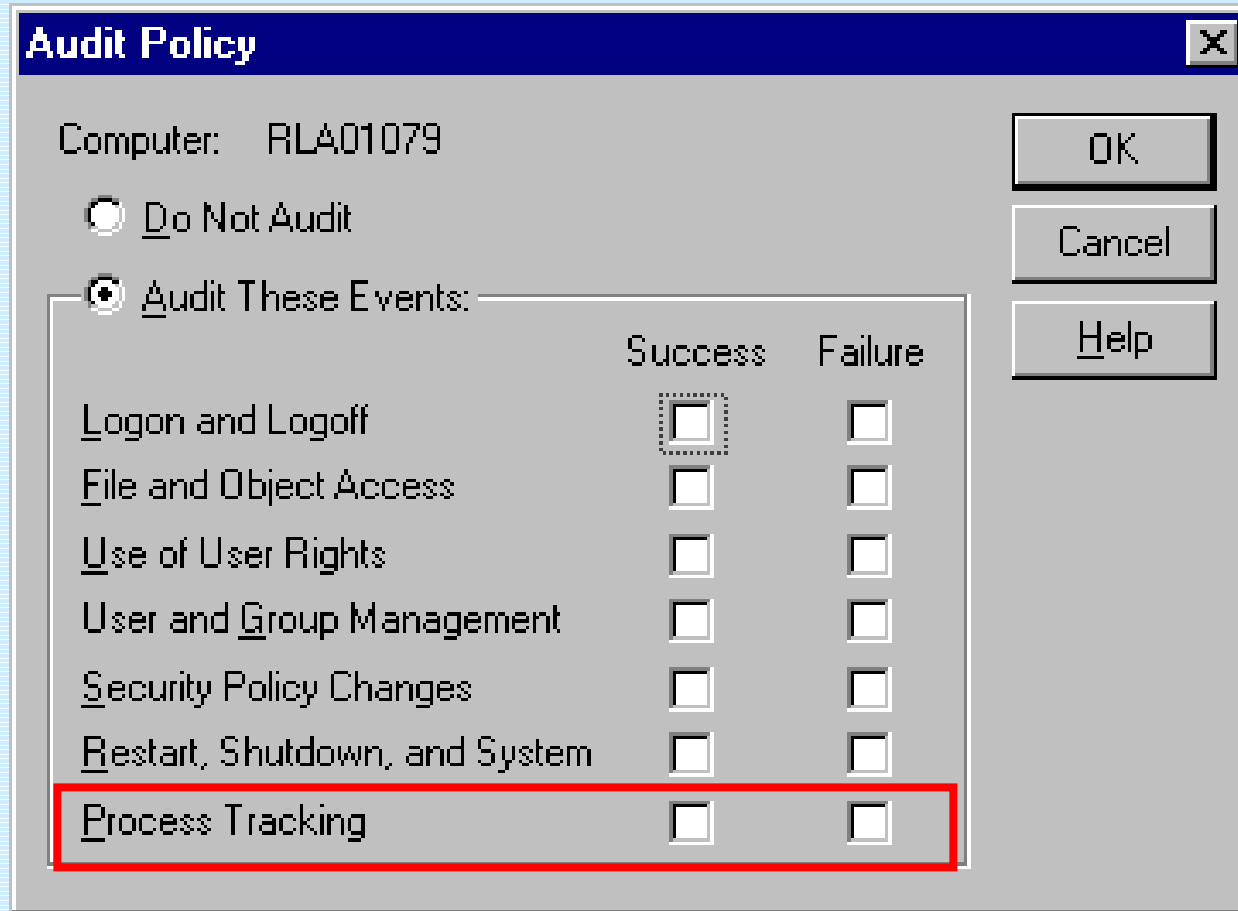 Audit Policy
Computer: RLA01079
Do Not Audit
Audit These Events:
Success Failure
Logon and Logoff
File and Object Access
Use of User Rights
User and Group Management
Security Policy Changes
Restart, Shutdown, and System
Process Tracking
OK
Cancel
Help